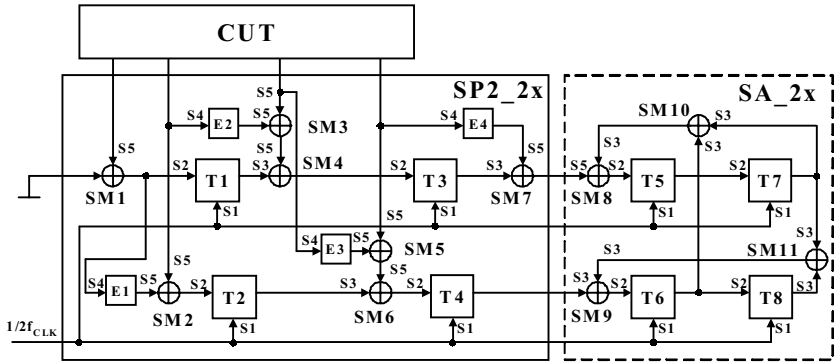 CUT
SP2_2x SA_2x
S5 S4 E2 S5 S5 SM3 S5 S4 E4 S5 SM10 S3 S3 S3
SM1 S2 T1 S3 SM4 S2 T3 S3 SM7 S5 SM8 S2 T5 S2 T7
S1 S1 S1 S1
S5 S4 E3 S5 S5 SM5 S5 S3 SM11 S3
S4 E1 S5 SM2 S2 T2 S3 SM6 S2 T4 S3 SM9 S2 T6 S2 T8 S3
1/2fCLK S1 S1 S1 S1